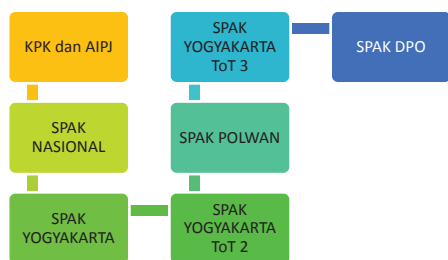 KPK dan AIPJ
SPAK
NASIONAL
SPAK
YOGYAKARTA
SPAK
YOGYAKARTA
ToT 2
SPAK POLWAN
SPAK
YOGYAKARTA
ToT 3
SPAK DPO